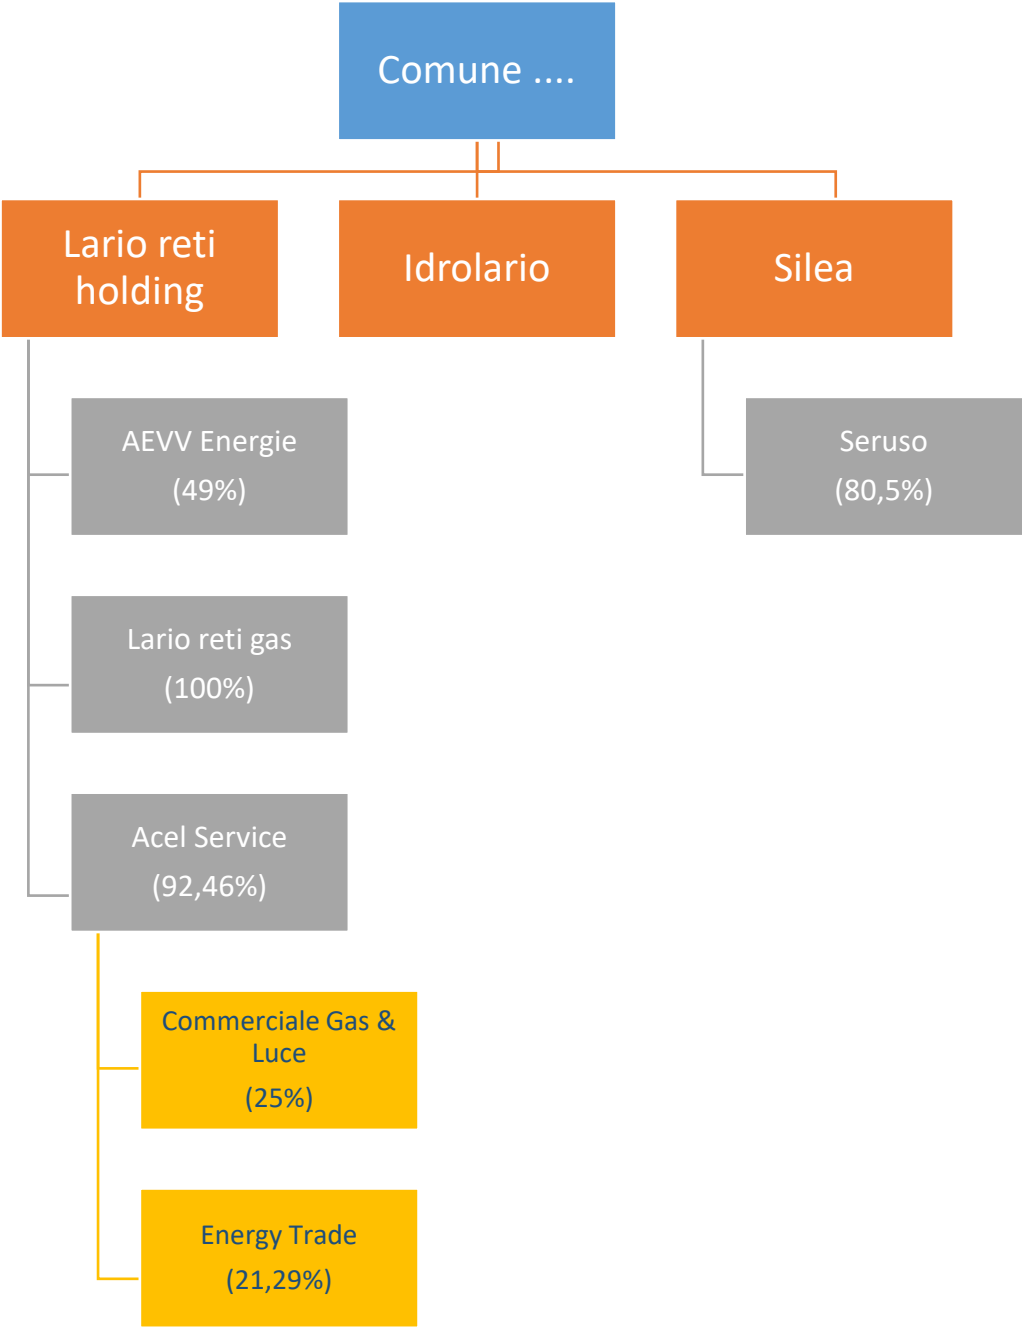 Comune ....
Lario reti
holding
Idrolario
Silea
AEVV Energie
(49%)
Seruso
(80,5%)
Lario reti gas
(100%)
Acel Service
(92,46%)
Commerciale Gas &
Luce
(25%)
Energy Trade
(21,29%)